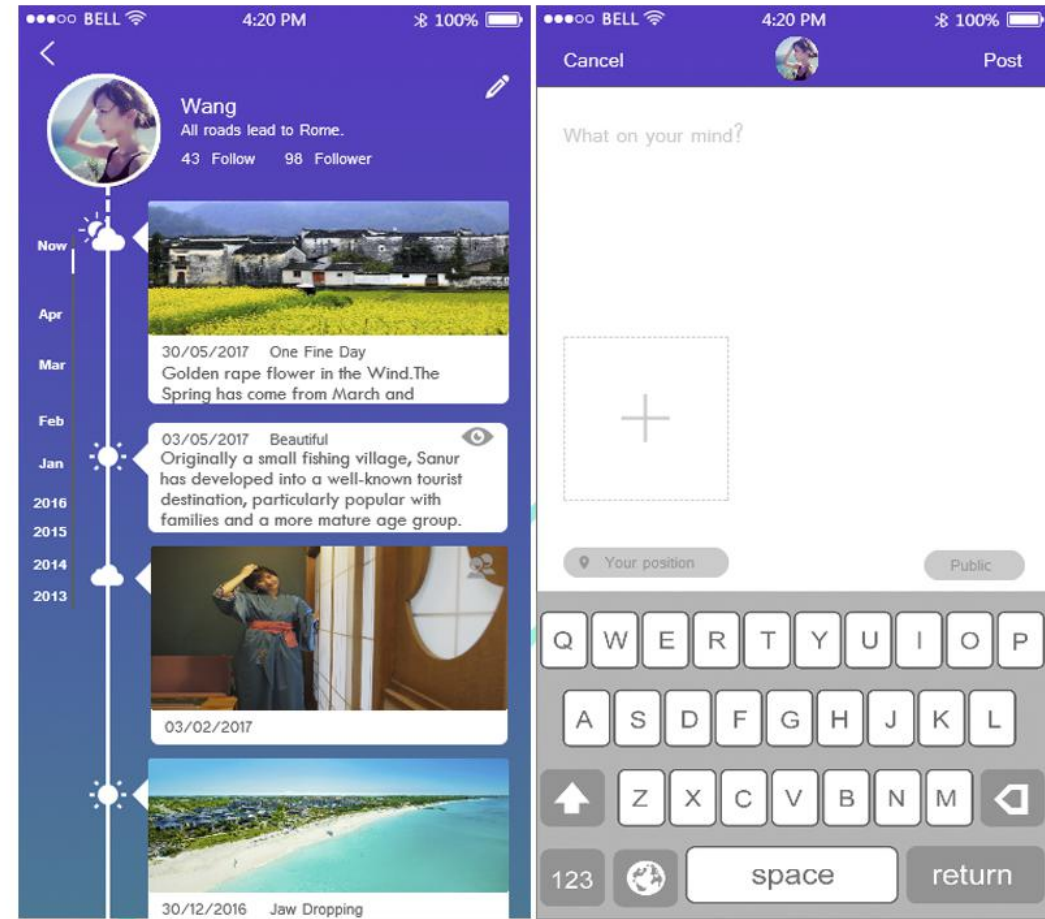 BELL 4:20 PM 100%
Wang
All roads lead to Rome.
43 Follow 98 Follower
Now
Apr
Mar
Feb
Jan
2016
2015
2014
2013
30/05/2017 One Fine Day
Golden rape flower in the Wind.The
Spring has come from March and
03/05/2017 Beautiful
Originally a small fishing village, Sanur
has developed into a well-known tourist
destination, particularly popular with
families and a more mature age group.
03/02/2017
30/12/2016 Jaw Dropping
BELL 4:20 PM 100%
Cancel Post
What on your mind?
Your position Public
Q W E R T Y U I O P
A S D F G H J K L
Z X C V B N M
123 space return